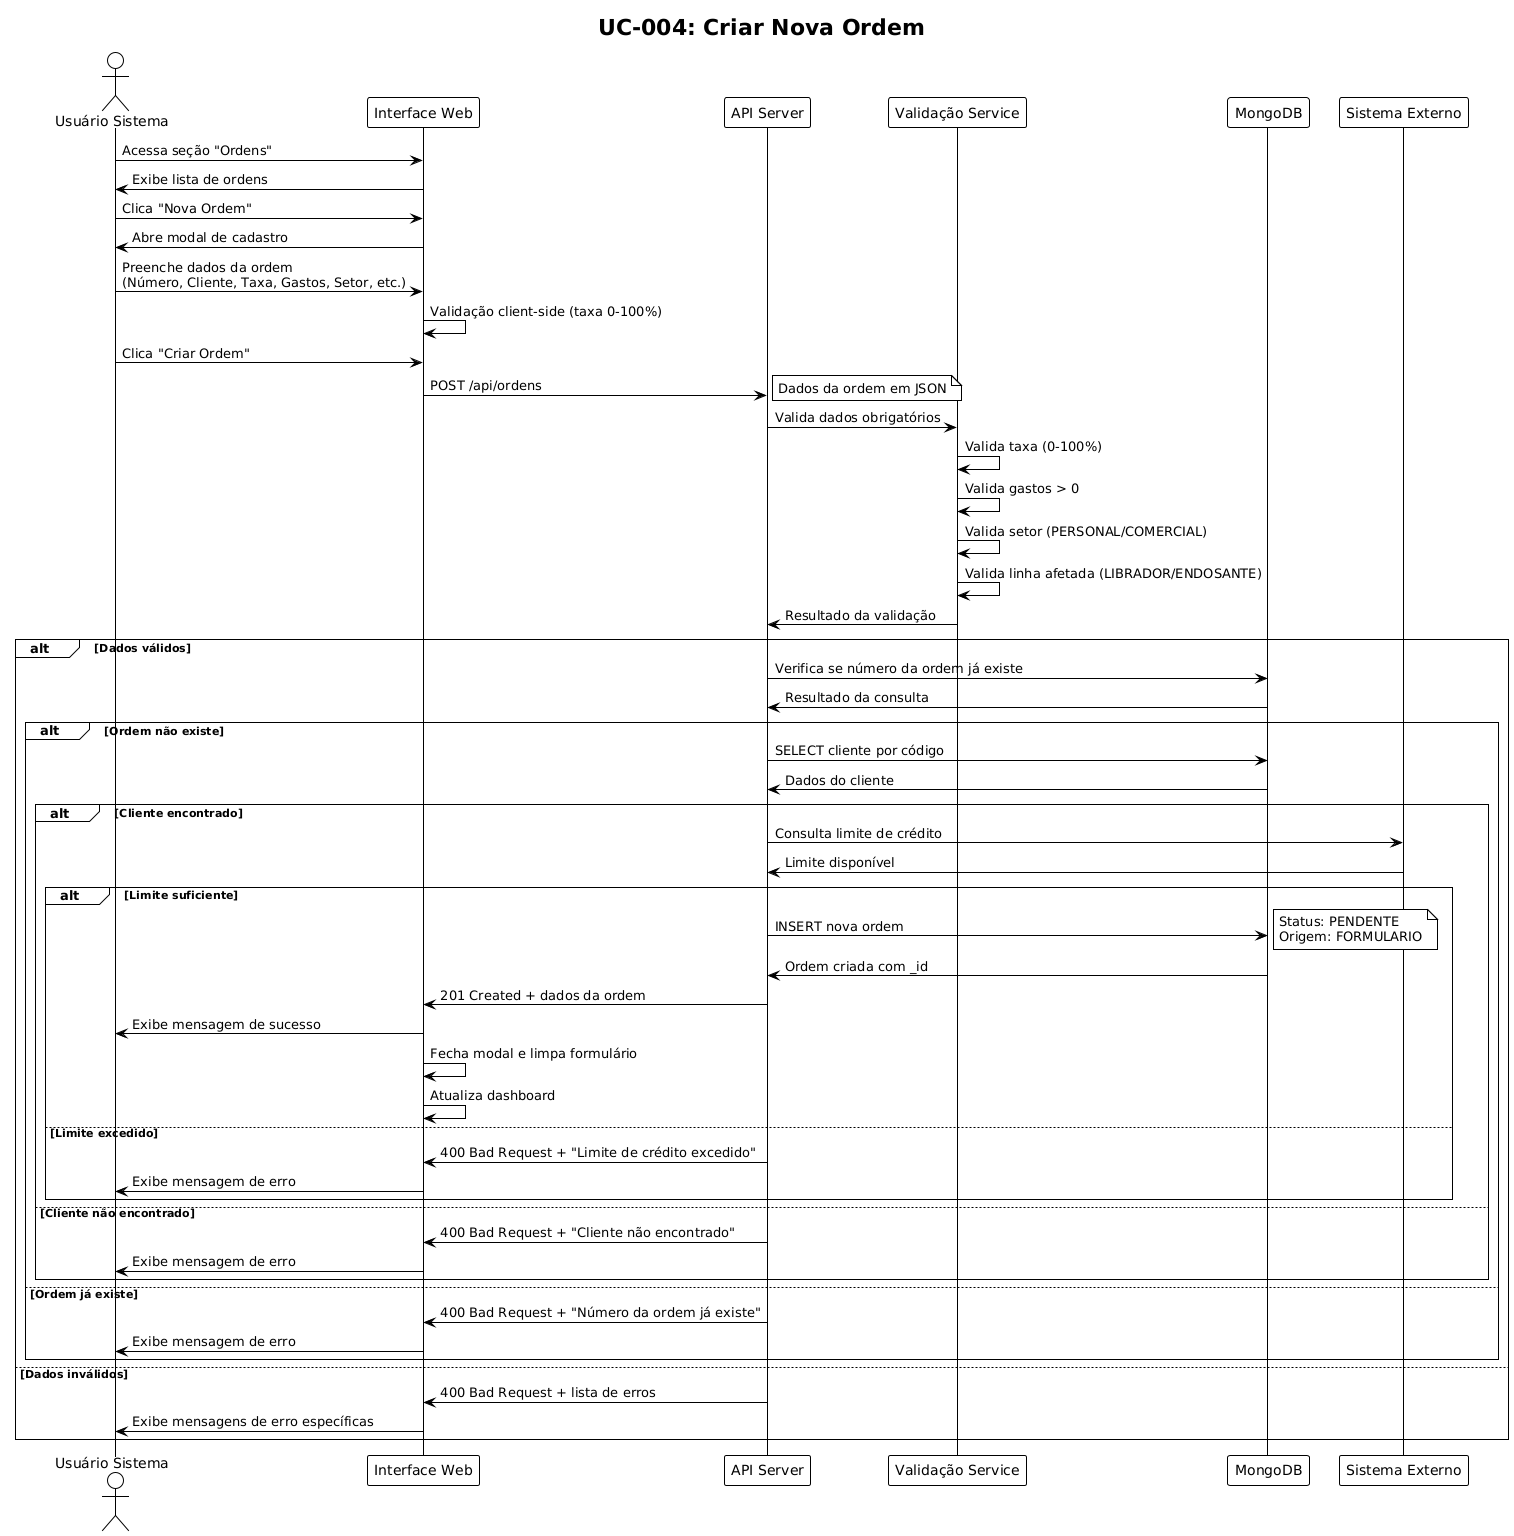 UC-004: Criar Nova Ordem
Usuário Sistema
Interface Web
API Server
Validação Service
MongoDB
Sistema Externo
Acessa seção "Ordens"
Exibe lista de ordens
Clica "Nova Ordem"
Abre modal de cadastro
Preenche dados da ordem
(Número, Cliente, Taxa, Gastos, Setor, etc.)
Validação client-side (taxa 0-100%)
Clica "Criar Ordem"
POST /api/ordens
Dados da ordem em JSON
Valida dados obrigatórios
Valida taxa (0-100%)
Valida gastos > 0
Valida setor (PERSONAL/COMERCIAL)
Valida linha afetada (LIBRADOR/ENDOSANTE)
Resultado da validação
alt
[Dados válidos]
Verifica se número da ordem já existe
Resultado da consulta
alt
[Ordem não existe]
SELECT cliente por código
Dados do cliente
alt
[Cliente encontrado]
Consulta limite de crédito
Limite disponível
alt
[Limite suficiente]
INSERT nova ordem
Status: PENDENTE
Origem: FORMULARIO
Ordem criada com _id
201 Created + dados da ordem
Exibe mensagem de sucesso
Fecha modal e limpa formulário
Atualiza dashboard
[Limite excedido]
400 Bad Request + "Limite de crédito excedido"
Exibe mensagem de erro
[Cliente não encontrado]
400 Bad Request + "Cliente não encontrado"
Exibe mensagem de erro
[Ordem já existe]
400 Bad Request + "Número da ordem já existe"
Exibe mensagem de erro
[Dados inválidos]
400 Bad Request + lista de erros
Exibe mensagens de erro específicas
Usuário Sistema
Interface Web
API Server
Validação Service
MongoDB
Sistema Externo